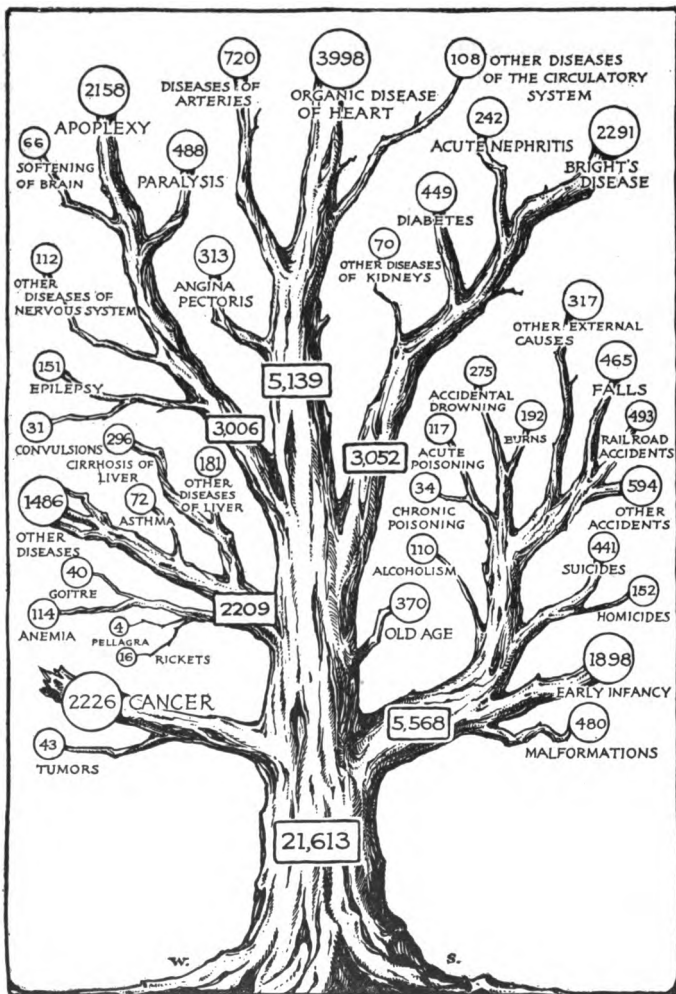 720
DISEASES OF
ARTERIES
3998
ORGANIC DISEASE
OF HEART
108
OTHER DISEASES
OF THE CIRCULATORY
SYSTEM
2158
APOPLEXY
66
SOFTENING
OF BRAIN
488
PARALYSIS
242
ACUTE NEPHRITIS
2291
BRIGHT'S
DISEASE
449
DIABETES
70
OTHER DISEASES
OF KIDNEYS
112
OTHER
DISEASES OF
NERVOUS SYSTEM
313
ANGINA
PECTORIS
317
OTHER EXTERNAL
CAUSES
151
EPILEPSY
5,139
275
ACCIDENTAL
DROWNING
465
FALLS
31
CONVULSIONS
3,006
3,052
117
ACUTE
POISONING
192
BURNS
493
RAILROAD
ACCIDENTS
296
CIRRHOSIS OF
LIVER
181
OTHER
DISEASES
OF LIVER
1486
OTHER
DISEASES
72
ASTHMA
34
CHRONIC
POISONING
594
OTHER
ACCIDENTS
40
GOITRE
110
ALCOHOLISM
441
SUICIDES
114
ANEMIA
2209
370
OLD AGE
152
HOMICIDES
4
PELLAGRA
16
RICKETS
2226
CANCER
1898
EARLY INFANCY
43
TUMORS
5,568
480
MALFORMATIONS
21,613
W. S.